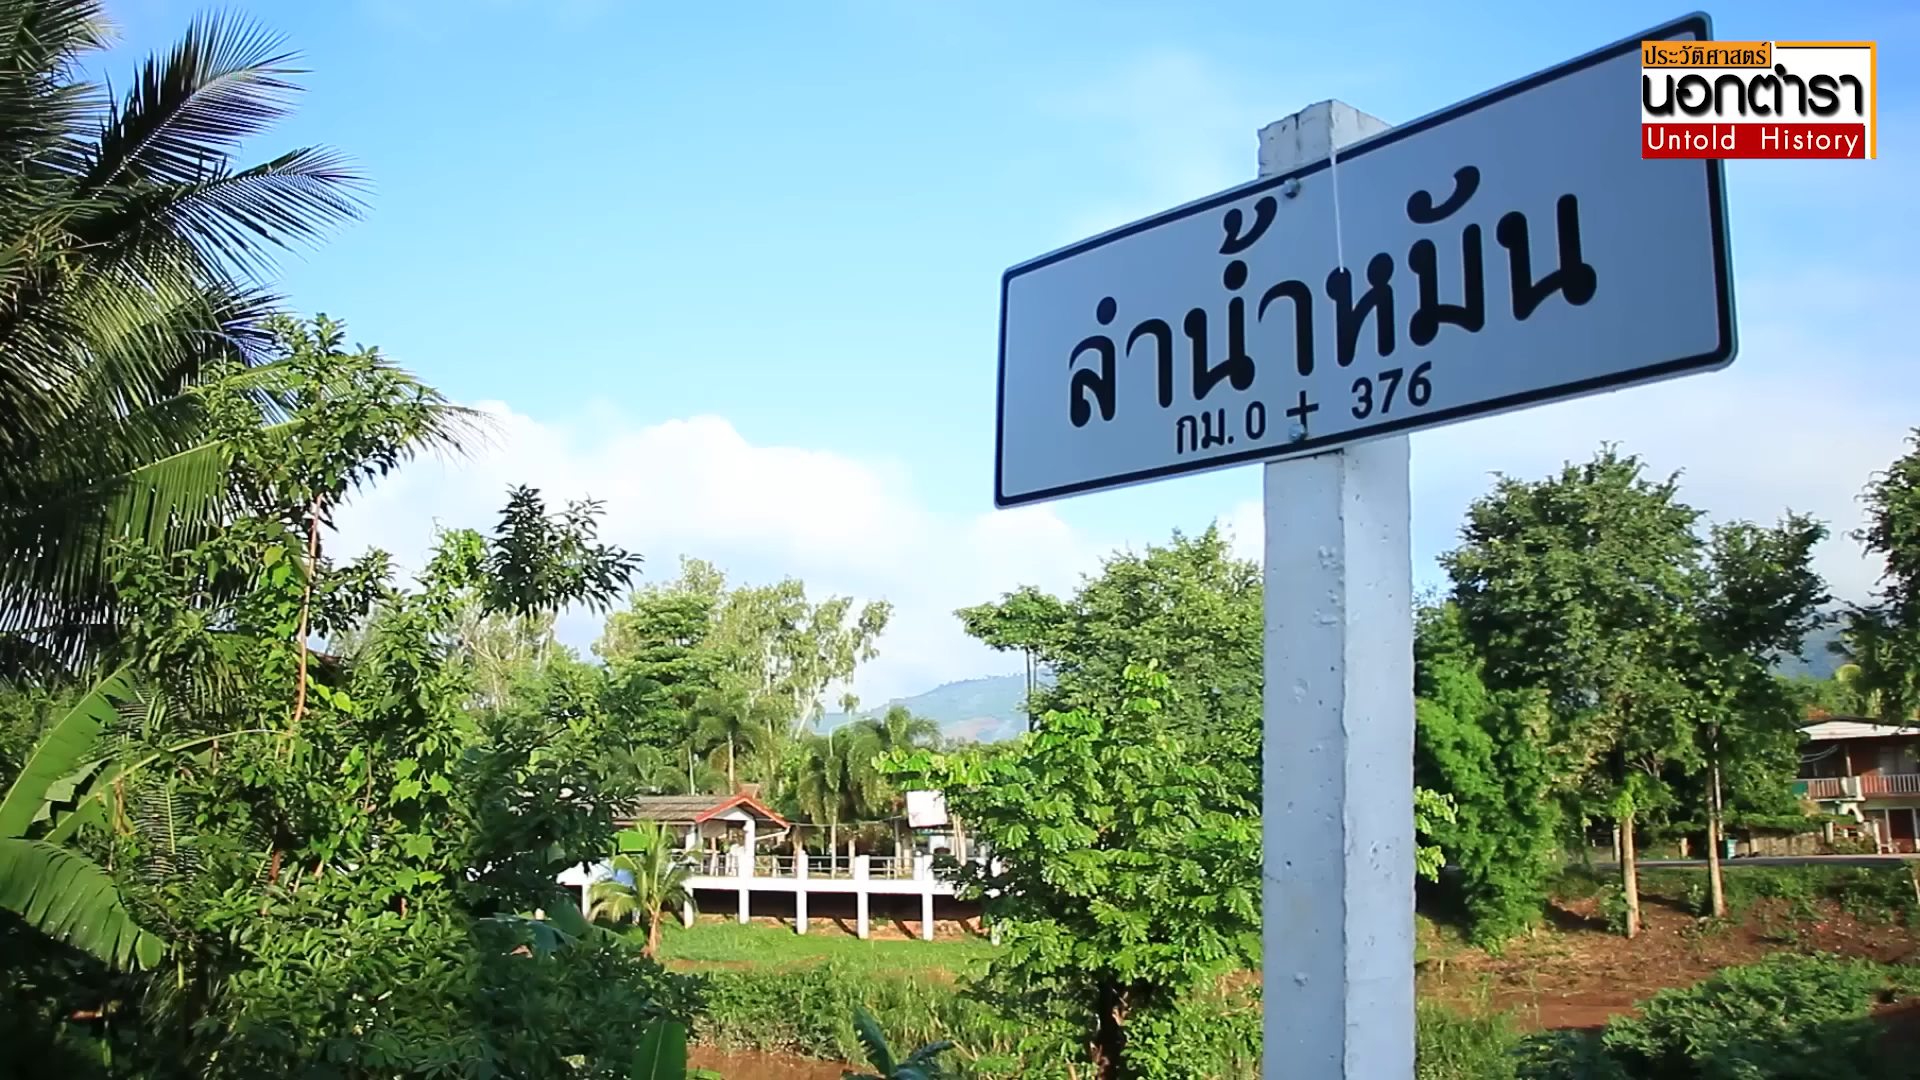 ประวัติศาสตร์
นอกตำรา
Untold History
ลำน้ำหมัน
กม. 0 + 376